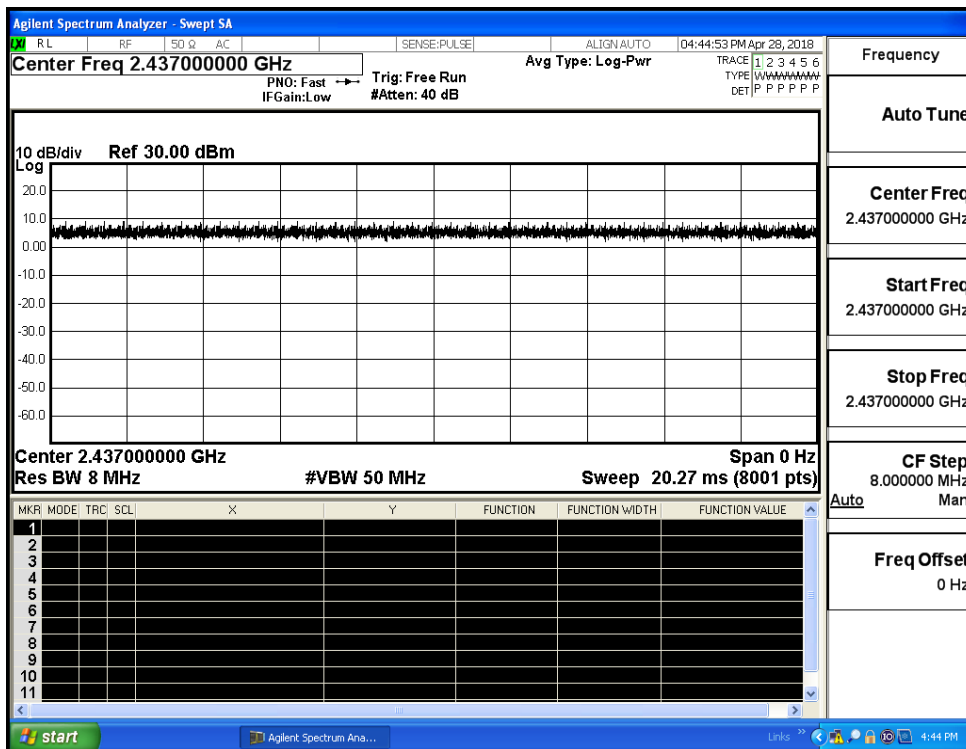 Agilent Spectrum Analyzer - Swept SA
LXI RL RF 50 Ω AC SENSE:PULSE ALIGN AUTO 04:44:53 PM Apr 28, 2018
Center Freq 2.437000000 GHz
Avg Type: Log-Pwr
TRACE 1 2 3 4 5 6
PNO: Fast Trig: Free Run
TYPE WWWWWW
IFGain:Low #Atten: 40 dB
DET P P P P P P
10 dB/div Ref 30.00 dBm
Log
20.0
10.0
0.00
-10.0
-20.0
-30.0
-40.0
-50.0
-60.0
Center 2.437000000 GHz Span 0 Hz
Res BW 8 MHz #VBW 50 MHz Sweep 20.27 ms (8001 pts)
MKR MODE TRC SCL X Y FUNCTION FUNCTION WIDTH FUNCTION VALUE
1
2
3
4
5
6
7
8
9
10
11
Frequency
Auto Tune
Center Freq
2.437000000 GHz
Start Freq
2.437000000 GHz
Stop Freq
2.437000000 GHz
CF Step
8.000000 MHz
Auto Man
Freq Offset
0 Hz
start Agilent Spectrum Ana... Links 4:44 PM